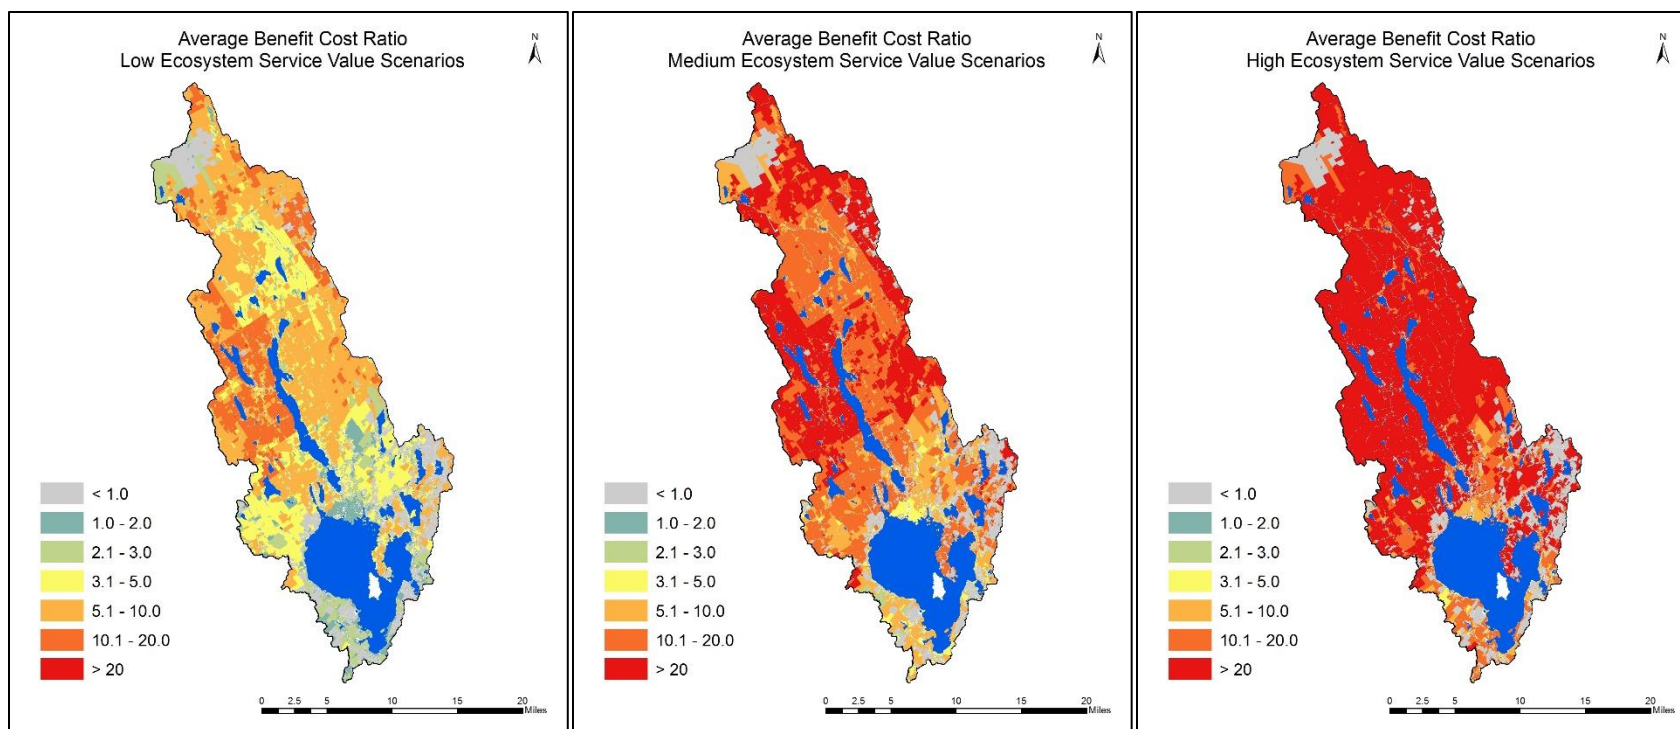 Average Benefit Cost Ratio
Low Ecosystem Service Value Scenarios
N
< 1.0
1.0 - 2.0
2.1 - 3.0
3.1 - 5.0
5.1 - 10.0
10.1 - 20.0
> 20
0 2.5 5 10 15 20
Miles
Average Benefit Cost Ratio
Medium Ecosystem Service Value Scenarios
N
< 1.0
1.0 - 2.0
2.1 - 3.0
3.1 - 5.0
5.1 - 10.0
10.1 - 20.0
> 20
0 2.5 5 10 15 20
Miles
Average Benefit Cost Ratio
High Ecosystem Service Value Scenarios
N
< 1.0
1.0 - 2.0
2.1 - 3.0
3.1 - 5.0
5.1 - 10.0
10.1 - 20.0
> 20
0 2.5 5 10 15 20
Miles